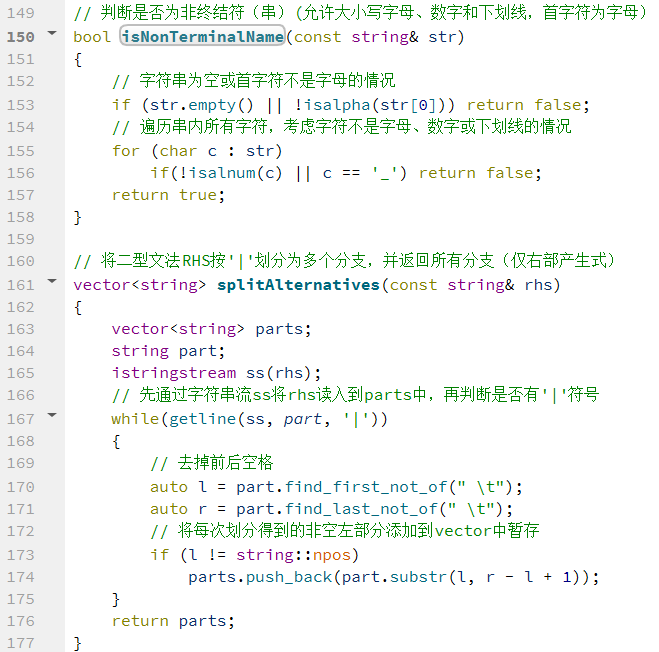 149 // 判断是否为非终结符（串）(允许大小写字母、数字和下划线，首字符为字母)
150 bool isNonTerminalName(const string& str)
151 {
152 // 字符串为空或首字符不是字母的情况
153 if (str.empty() || !isalpha(str[0])) return false;
154 // 遍历串内所有字符，考虑字符不是字母、数字或下划线的情况
155 for (char c : str)
156 if(!isalnum(c) || c == '_') return false;
157 return true;
158 }
159
160 // 将二型文法RHS按'|'划分为多个分支，并返回所有分支（仅右部产生式）
161 vector<string> splitAlternatives(const string& rhs)
162 {
163 vector<string> parts;
164 string part;
165 istringstream ss(rhs);
166 // 先通过字符串流ss将rhs读入到parts中，再判断是否有'|'符号
167 while(getline(ss, part, '|'))
168 {
169 // 去掉前后空格
170 auto l = part.find_first_not_of(" \t");
171 auto r = part.find_last_not_of(" \t");
172 // 将每次划分得到的非空左部分添加到vector中暂存
173 if (l != string::npos)
174 parts.push_back(part.substr(l, r - l + 1));
175 }
176 return parts;
177 }